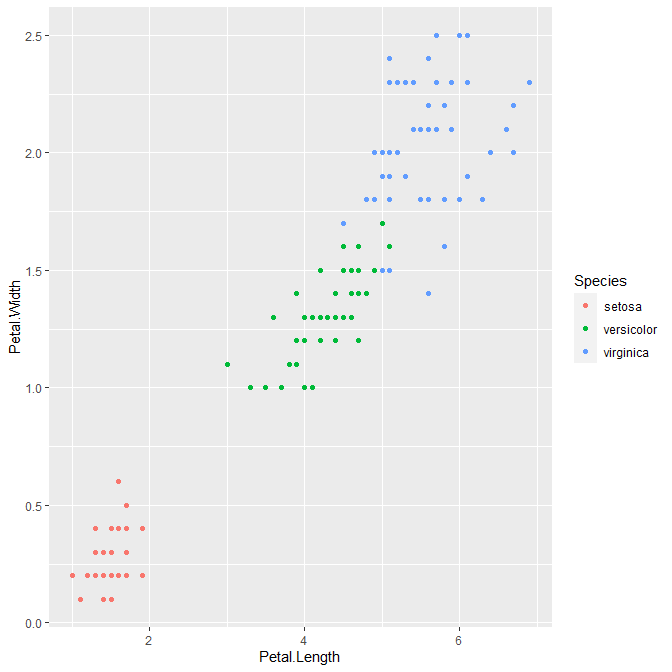 2.5
2.0
1.5
1.0
0.5
0.0
Petal.Width
2 4 6
Petal.Length
Species
setosa
versicolor
virginica